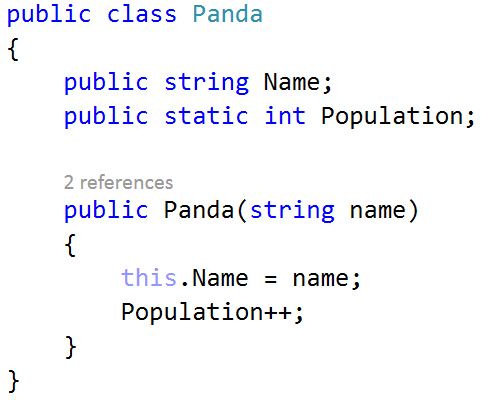 public class Panda
{
    public string Name;
    public static int Population;

    2 references
    public Panda(string name)
    {
        this.Name = name;
        Population++;
    }
}